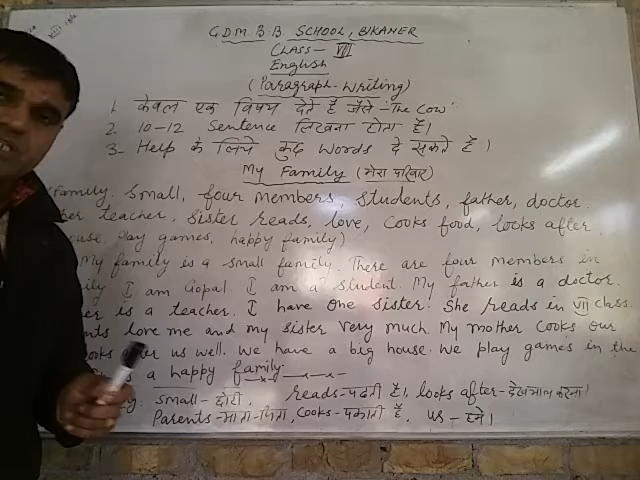 G.D.M. B.B. SCHOOL, BIKANER
CLASS- VIII
English
(Paragraph-Writing)
1. केवल एक विषय देते हैं जैसे 'The Cow'
2. 10-12 Sentence लिखना होता है।
3- Help के लिये कुछ Words दे सकते हैं।
My Family (मेरा परिवार)
(Family. Small, four members, students, father, doctor.
teacher, sister reads, love, cooks food, looks after
Play games, happy family)
My family is a small family. There are four members in
I am Gopal. I am a student. My father is a doctor.
is a teacher. I have one sister. She reads in VII class.
love me and my sister very much. My mother cooks our
us well. We have a big house. We play games in the
a happy family.
small- छोटी. reads- पढती है। looks after- देखभाल करना।
Parents- माता-पिता, cooks- पकाती है. us - हमें।